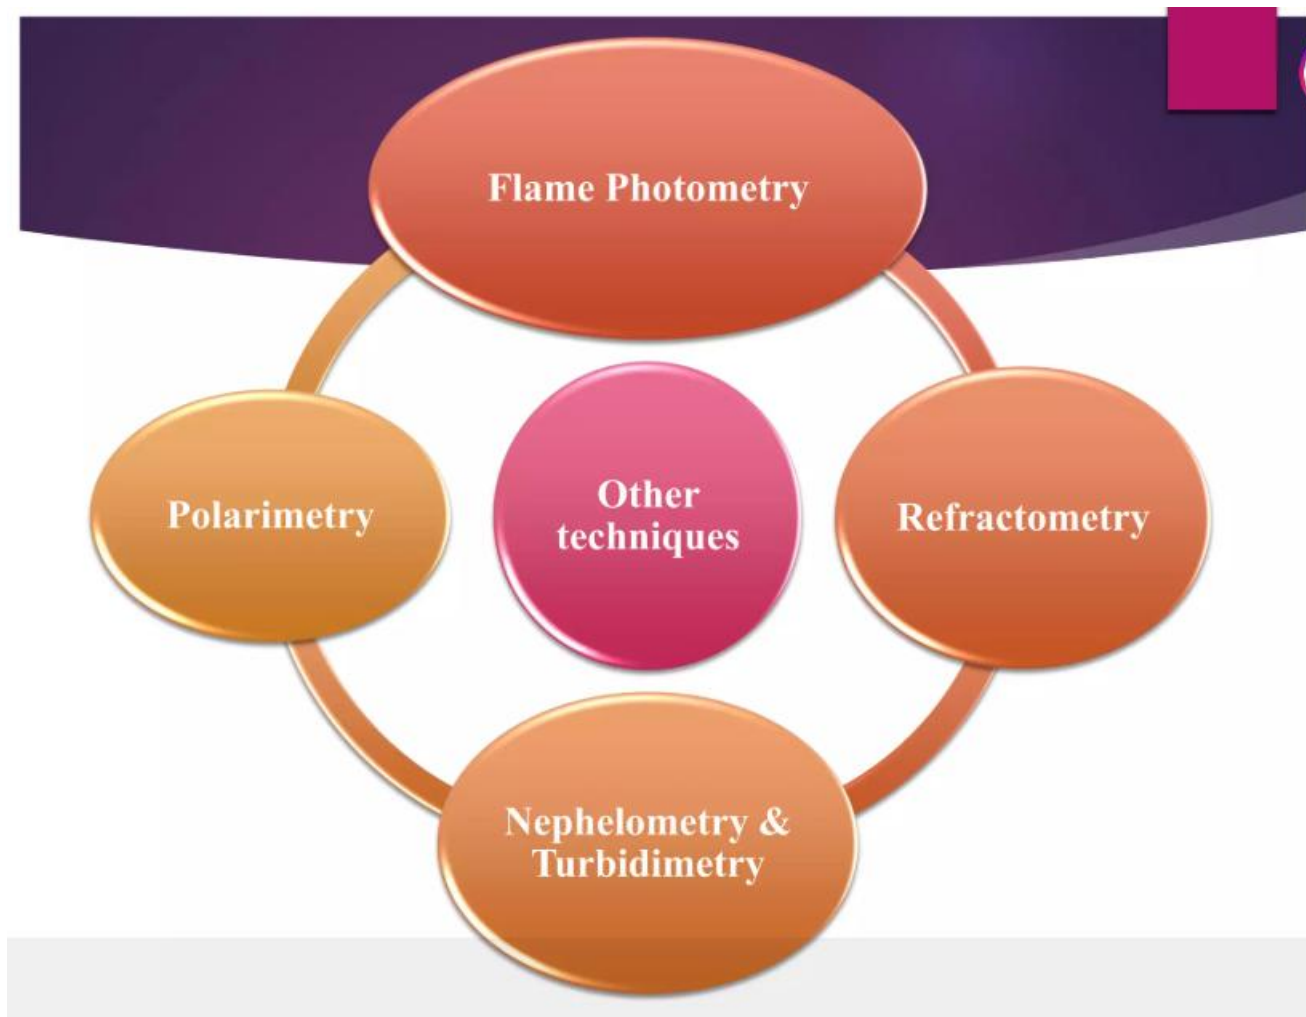 Flame Photometry
Polarimetry
Other
techniques
Refractometry
Nephelometry &
Turbidimetry